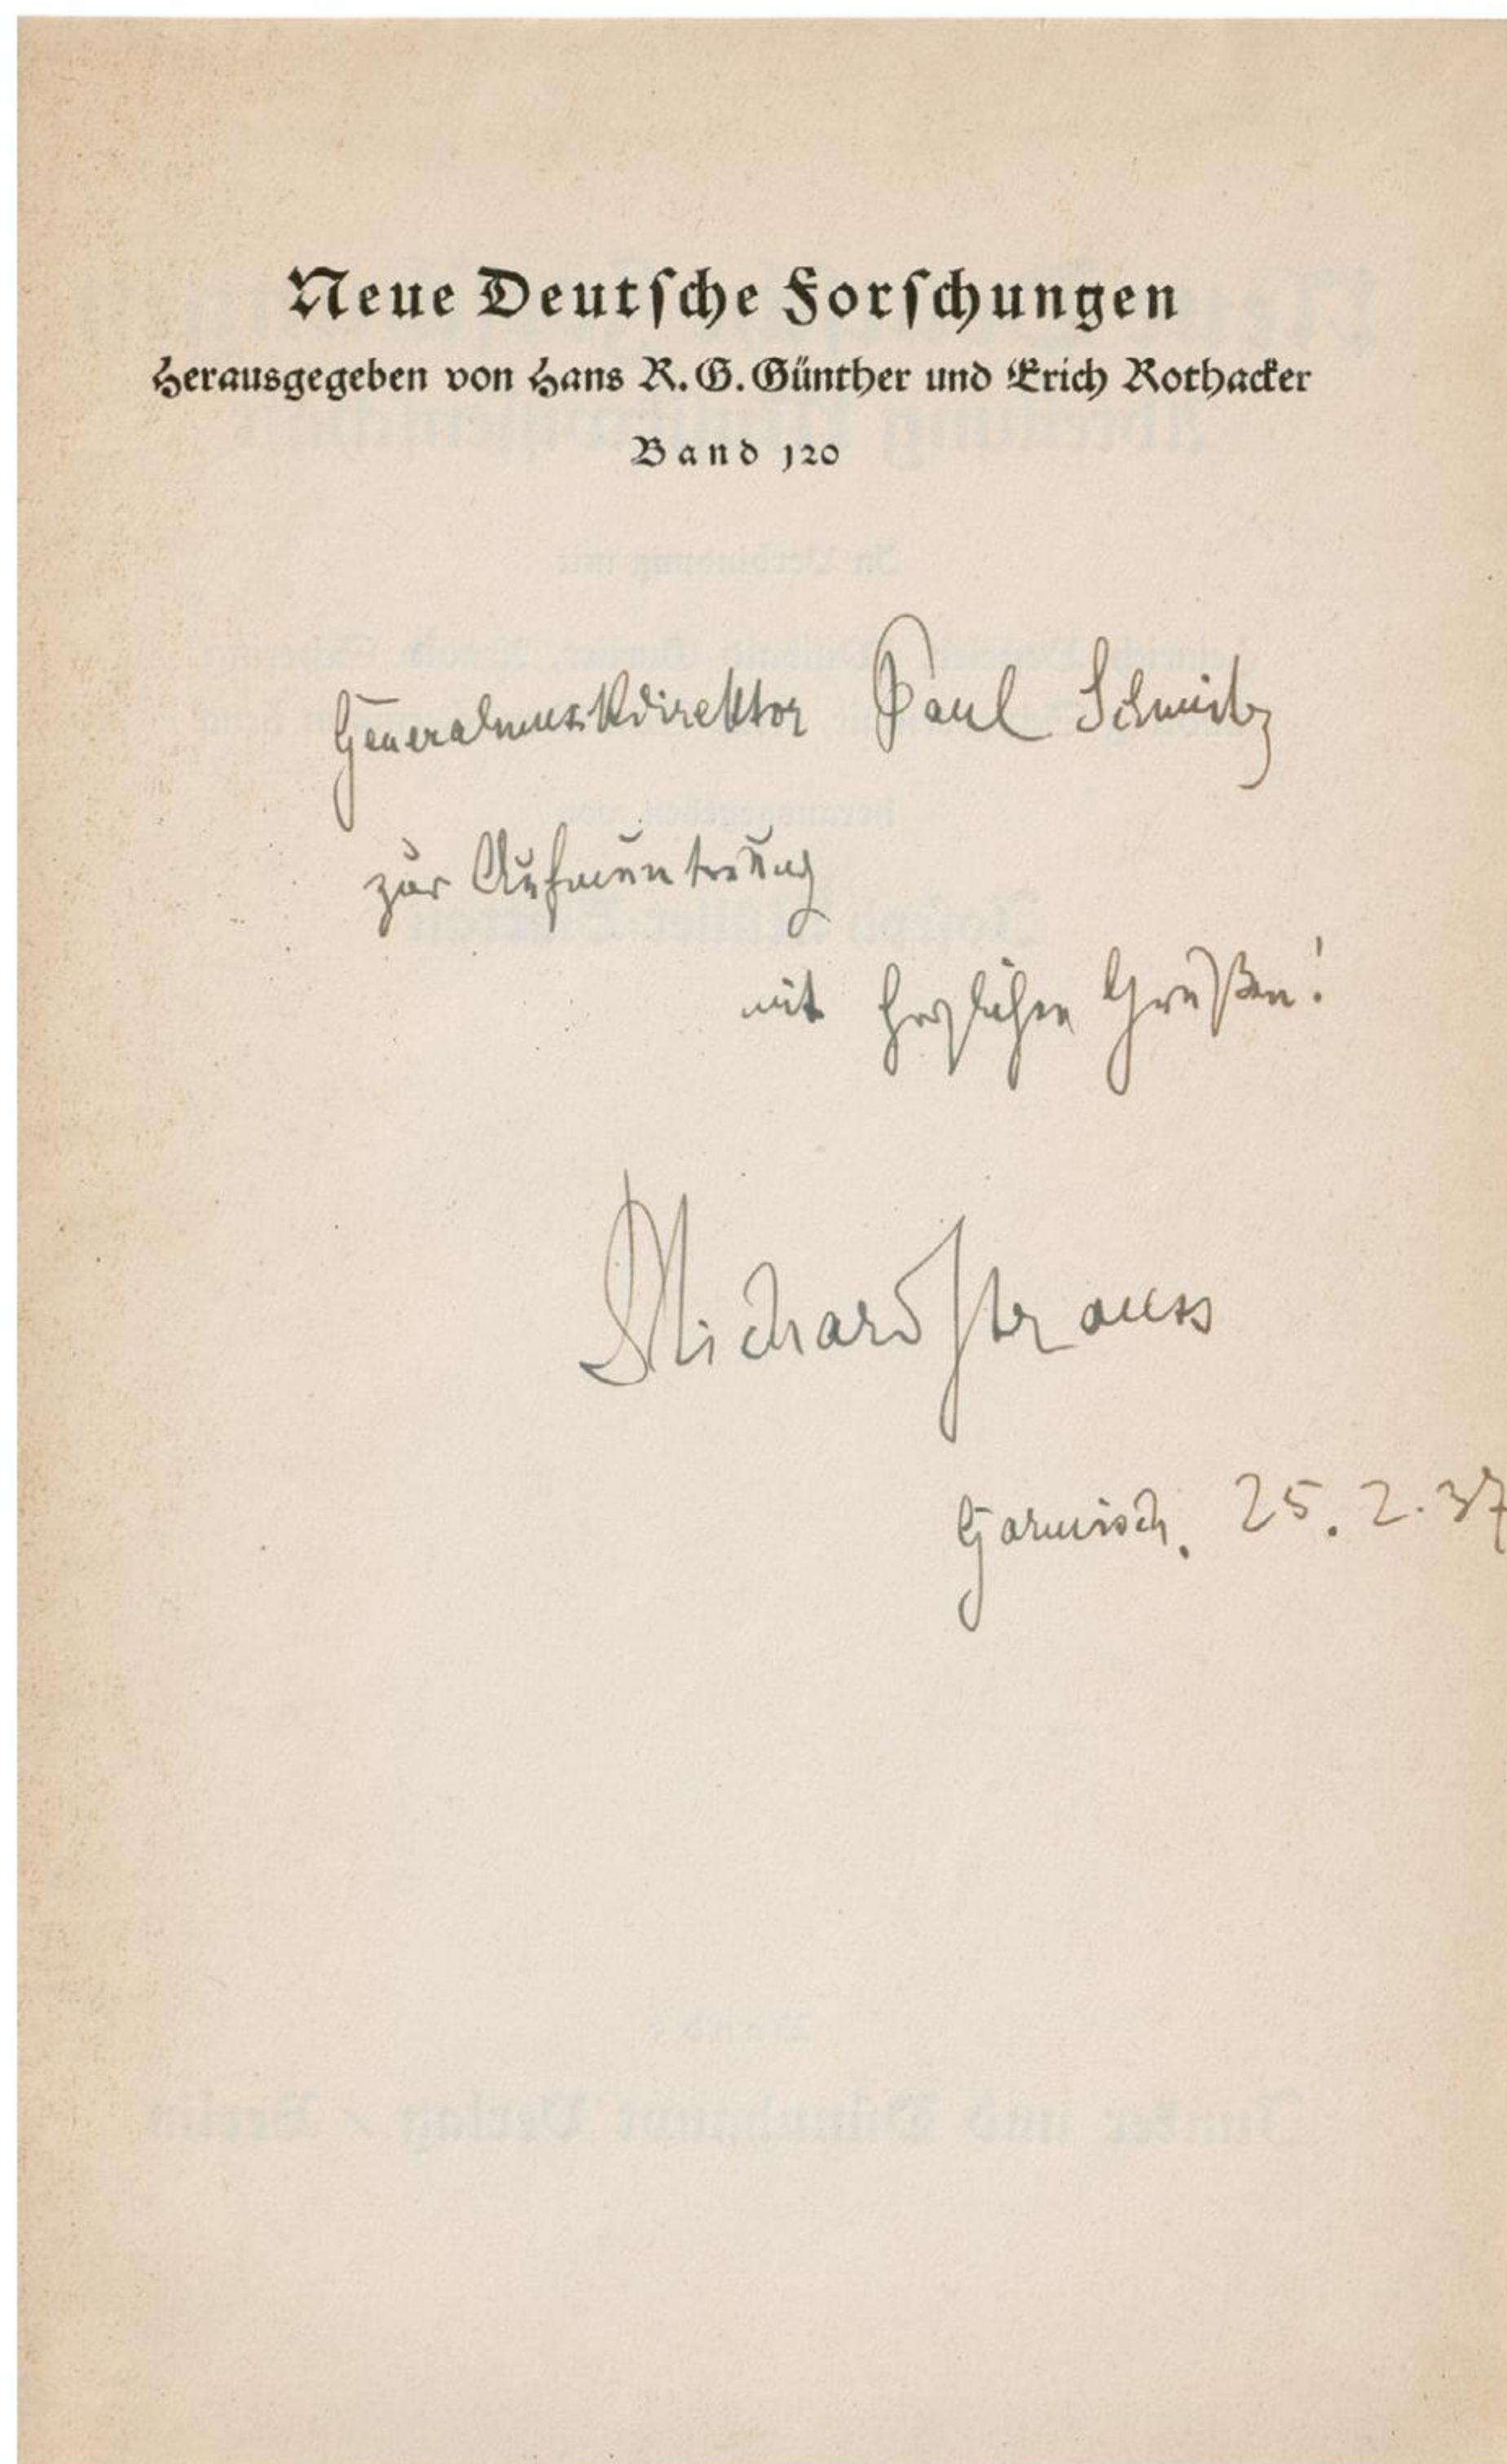 Neue Deutsche Forschungen
Herausgegeben von Hans R. G. Günther und Erich Rothacker
Band 120
Generalmusikdirektor Paul Schmitz
zur Aufmunterung
mit herzlichen Grüßen!
Richard Strauss
Garmisch. 25. 2. 37